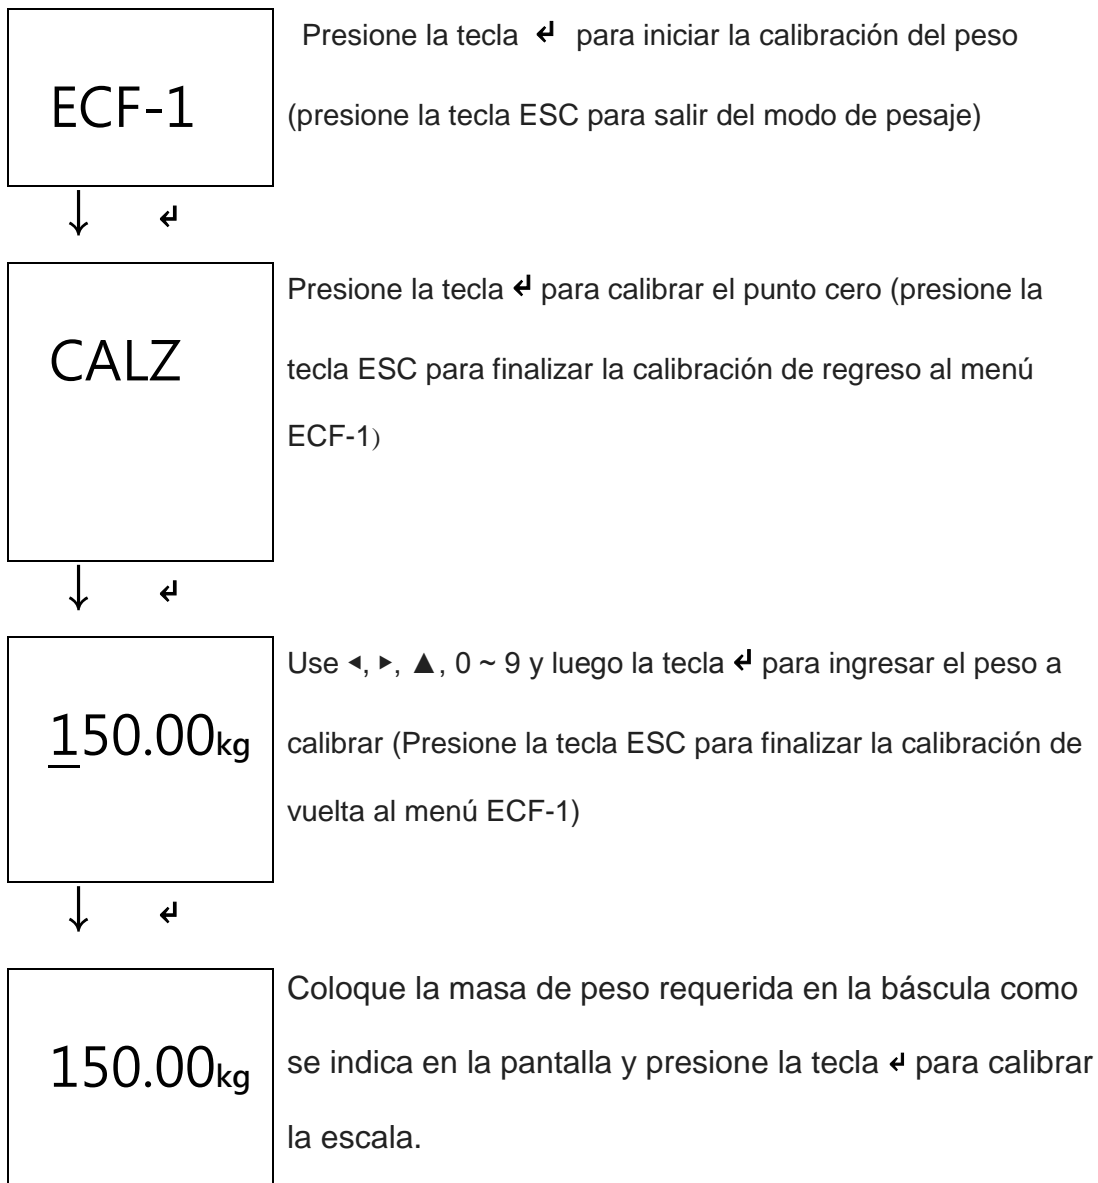 Presione la tecla ↲ para iniciar la calibración del peso
ECF-1
(presione la tecla ESC para salir del modo de pesaje)
↓ ↲
Presione la tecla ↲ para calibrar el punto cero (presione la
CALZ
tecla ESC para finalizar la calibración de regreso al menú
ECF-1)
↓ ↲
Use ◄, ►, ▲, 0 ~ 9 y luego la tecla ↲ para ingresar el peso a
150.00kg
calibrar (Presione la tecla ESC para finalizar la calibración de
vuelta al menú ECF-1)
↓ ↲
Coloque la masa de peso requerida en la báscula como
150.00kg
se indica en la pantalla y presione la tecla ↲ para calibrar
la escala.